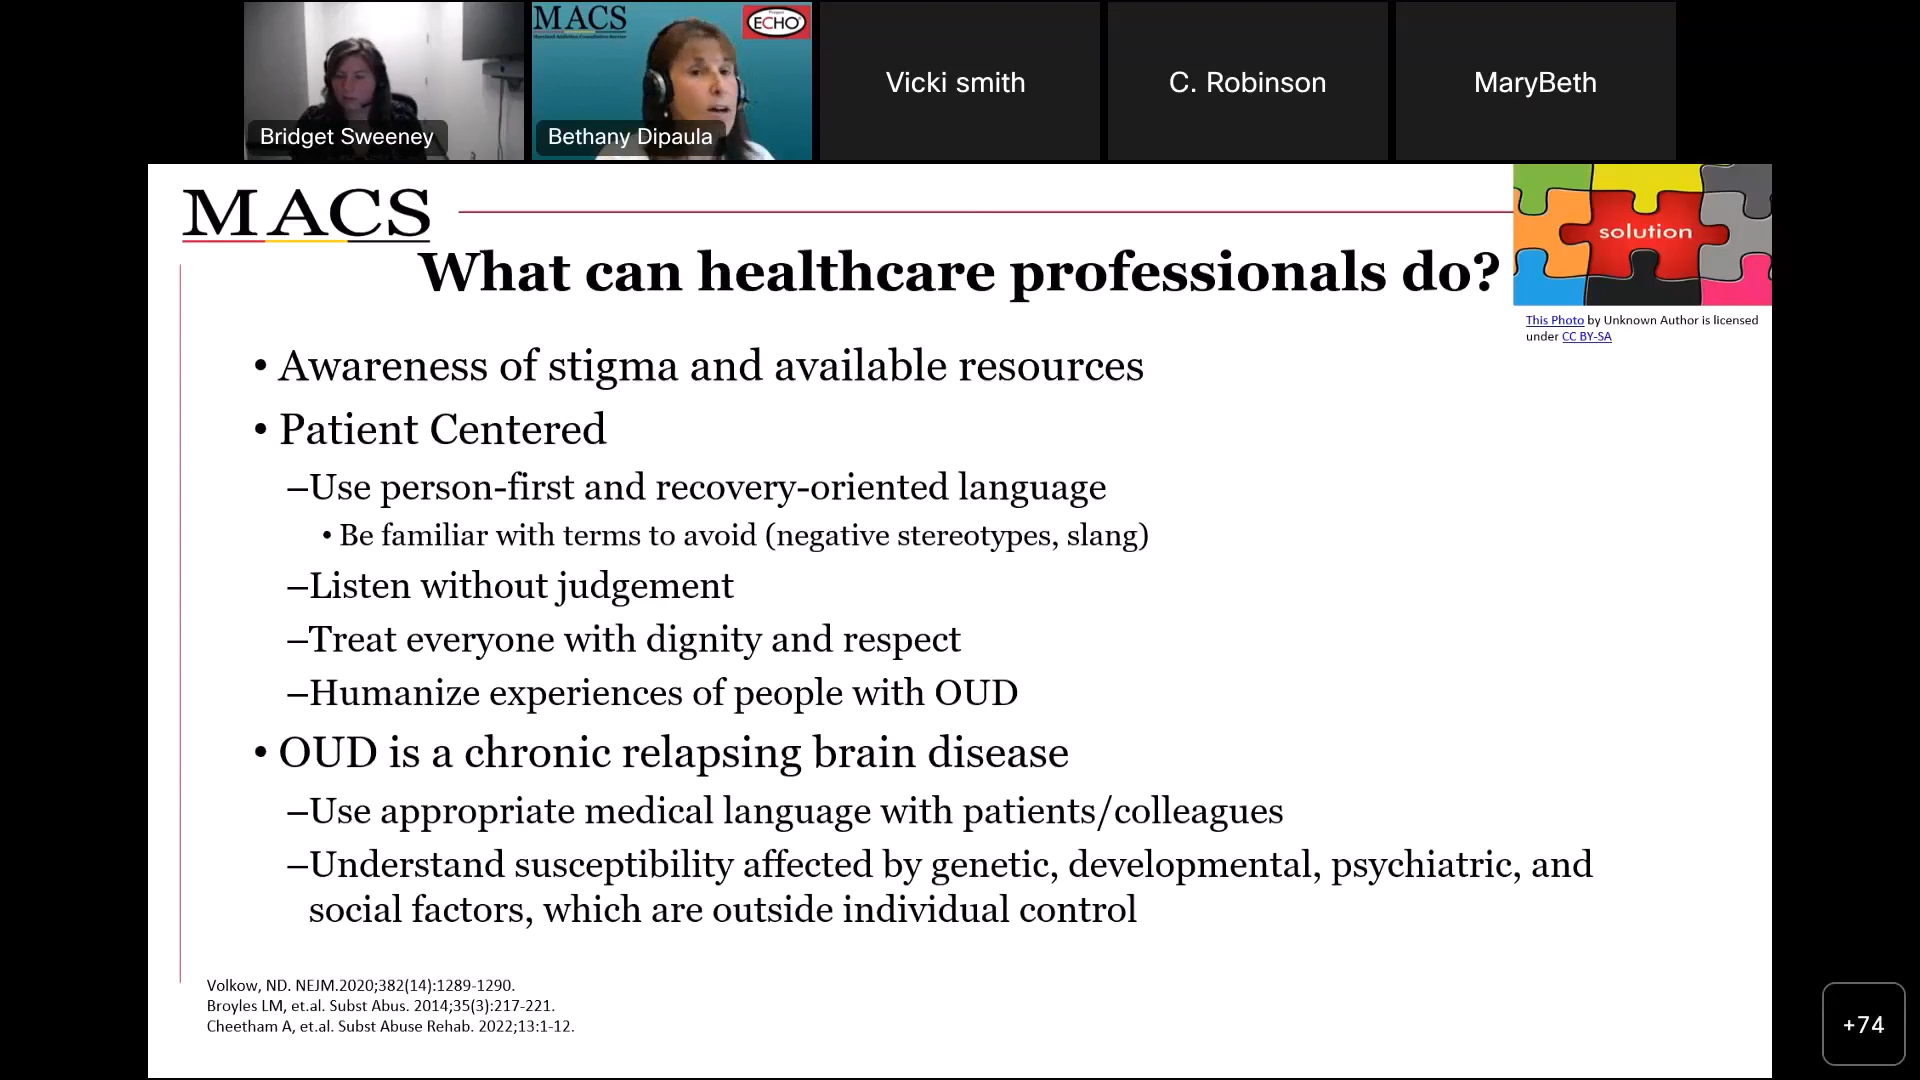 MACS
ECHO
Vicki smith
C. Robinson
MaryBeth
Bridget Sweeney
Bethany Dipaula
MACS
solution
What can healthcare professionals do?
This Photo by Unknown Author is licensed
under CC BY-SA
• Awareness of stigma and available resources
• Patient Centered
–Use person-first and recovery-oriented language
• Be familiar with terms to avoid (negative stereotypes, slang)
–Listen without judgement
–Treat everyone with dignity and respect
–Humanize experiences of people with OUD
• OUD is a chronic relapsing brain disease
–Use appropriate medical language with patients/colleagues
–Understand susceptibility affected by genetic, developmental, psychiatric, and
social factors, which are outside individual control
Volkow, ND. NEJM.2020;382(14):1289-1290.
Broyles LM, et.al. Subst Abus. 2014;35(3):217-221.
Cheetham A, et.al. Subst Abuse Rehab. 2022;13:1-12.
+74